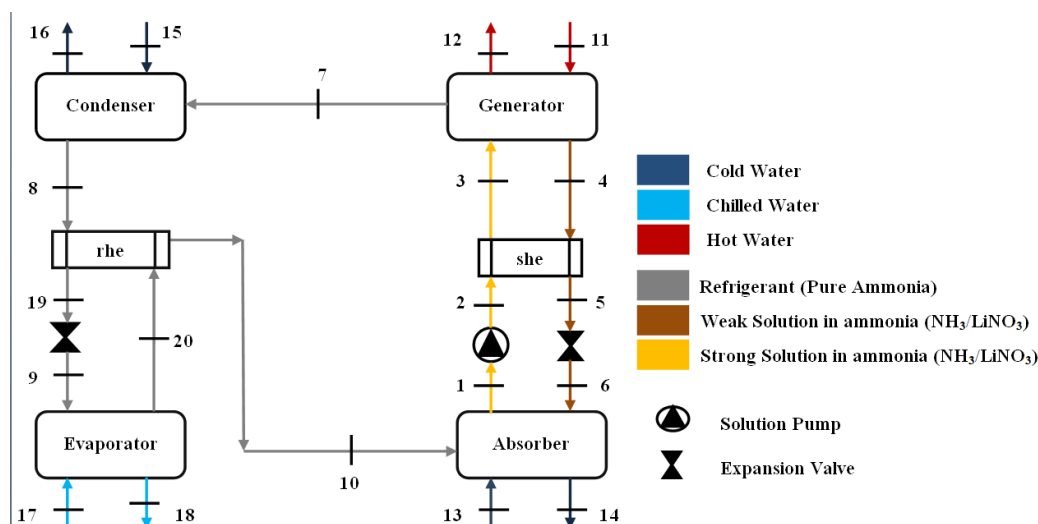 16
15
12
11
7
Condenser
Generator
8
3
4
Cold Water
Chilled Water
rhe
she
Hot Water
19
2
5
Refrigerant (Pure Ammonia)
20
Weak Solution in ammonia (NH₃/LiNO₃)
9
1
6
Strong Solution in ammonia (NH₃/LiNO₃)
Evaporator
Absorber
Solution Pump
Expansion Valve
10
17
18
13
14